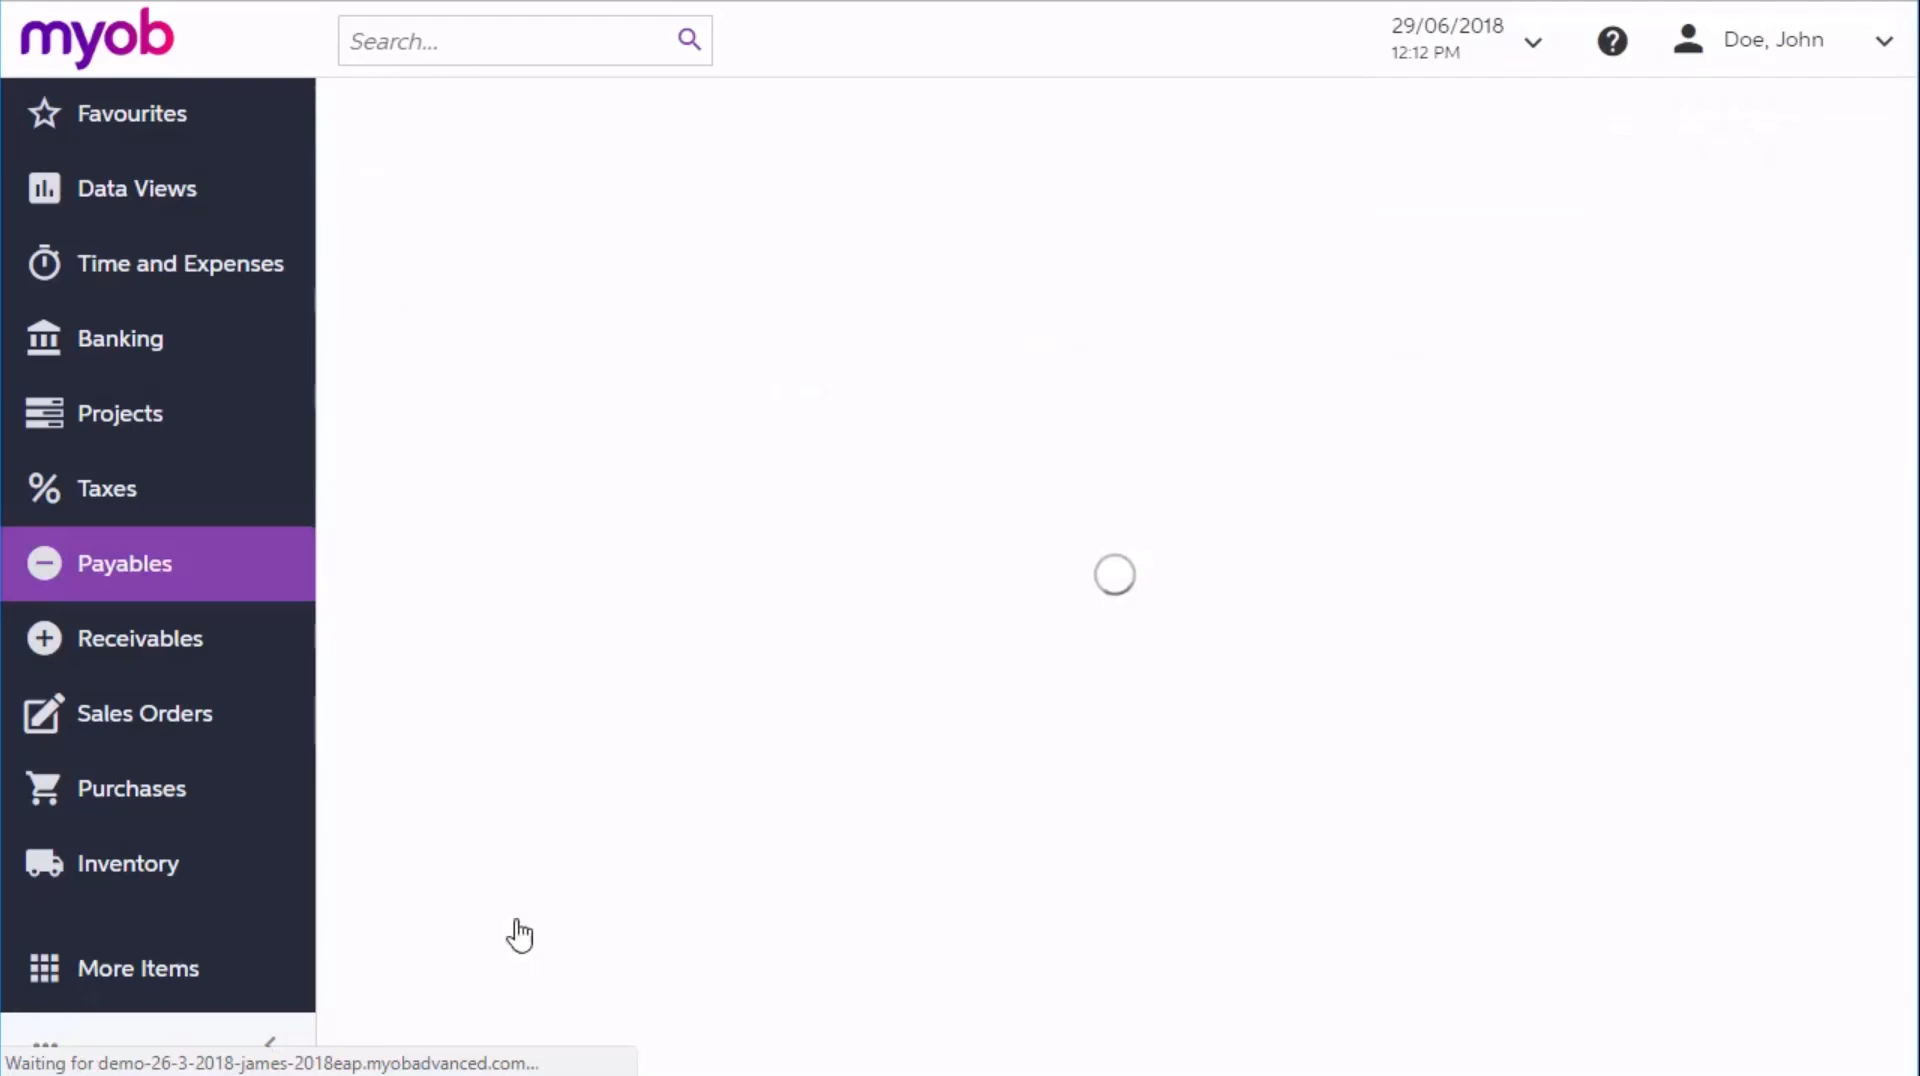 myob
Search...
29/06/2018
12:12 PM
Doe, John
Favourites
Data Views
Time and Expenses
Banking
Projects
Taxes
Payables
Receivables
Sales Orders
Purchases
Inventory
More Items
Waiting for demo-26-3-2018-james-2018eap.myobadvanced.com...